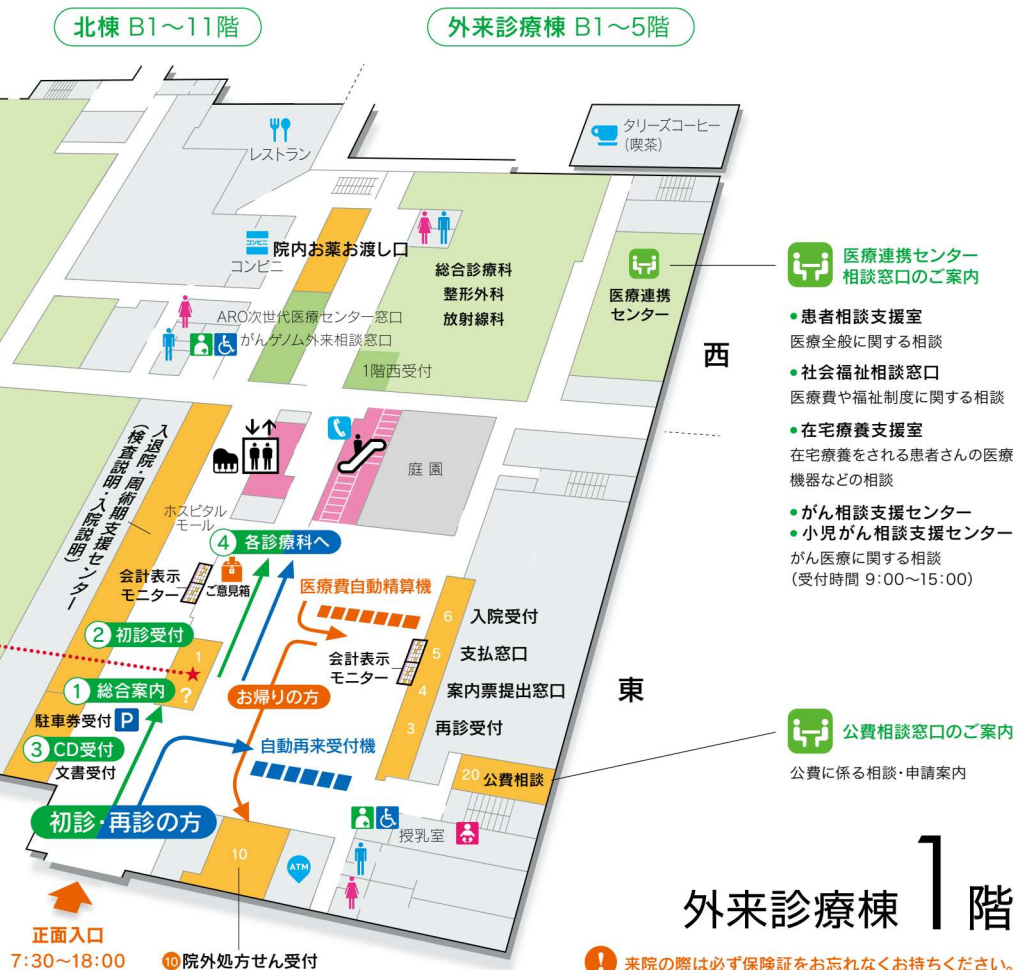 北棟 B1〜11階
外来診療棟 B1〜5階
レストラン
タリーズコーヒー
(喫茶)
コンビニ
院内お薬お渡し口
コンビニ
総合診療科
整形外科
放射線科
医療連携
センター
ARO次世代医療センター窓口
がんゲノム外来相談窓口
1階西受付
西
医療連携センター
相談窓口のご案内
•患者相談支援室
医療全般に関する相談
•社会福祉相談窓口
医療費や福祉制度に関する相談
•在宅療養支援室
在宅療養をされる患者さんの医療
機器などの相談
•がん相談支援センター
•小児がん相談支援センター
がん医療に関する相談
(受付時間 9:00〜15:00)
入退院・周術期支援センター
(検査説明・入院説明)
庭園
ホスピタル
モール
④ 各診療科へ
会計表示
モニター
ご意見箱
医療費自動精算機
② 初診受付
1
① 総合案内
?
駐車券受付 P
③ CD受付
文書受付
お帰りの方
会計表示
モニター
6 入院受付
5 支払窓口
4 案内票提出窓口
3 再診受付
東
自動再来受付機
20 公費相談
公費相談窓口のご案内
公費に係る相談・申請案内
初診・再診の方
授乳室
10
ATM
正面入口
7:30〜18:00
⑩院外処方せん受付
外来診療棟 1階
! 来院の際は必ず保険証をお忘れなくお持ちください。